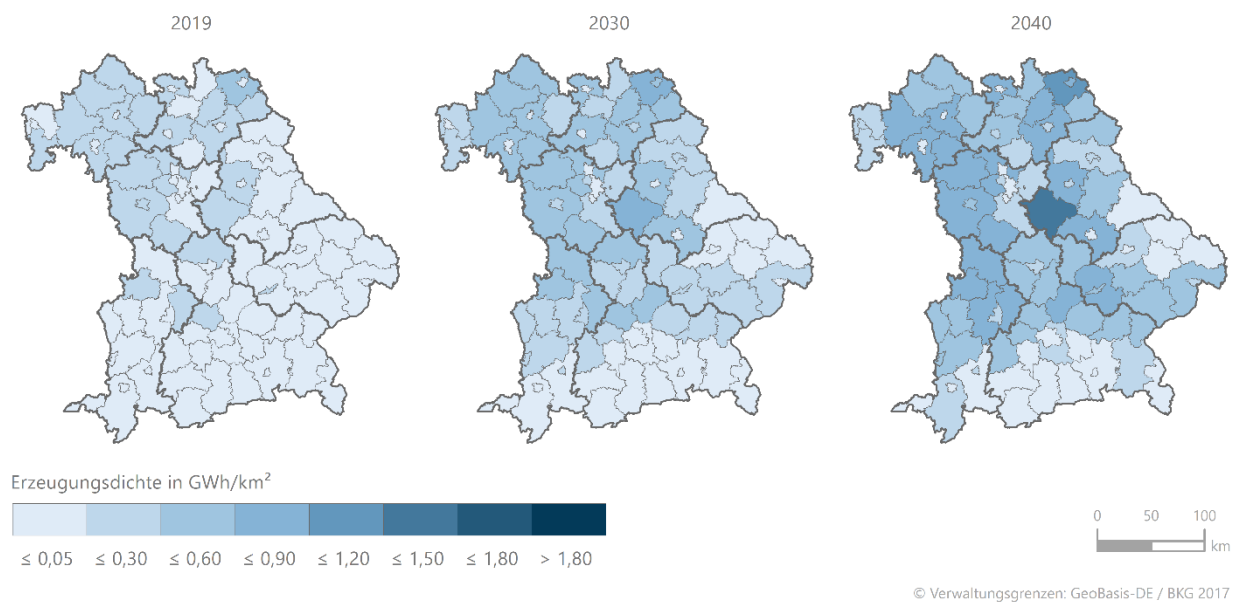 2019 2030 2040
Erzeugungsdichte in GWh/km²
≤ 0,05 ≤ 0,30 ≤ 0,60 ≤ 0,90 ≤ 1,20 ≤ 1,50 ≤ 1,80 > 1,80
0 50 100
km
© Verwaltungsgrenzen: GeoBasis-DE / BKG 2017